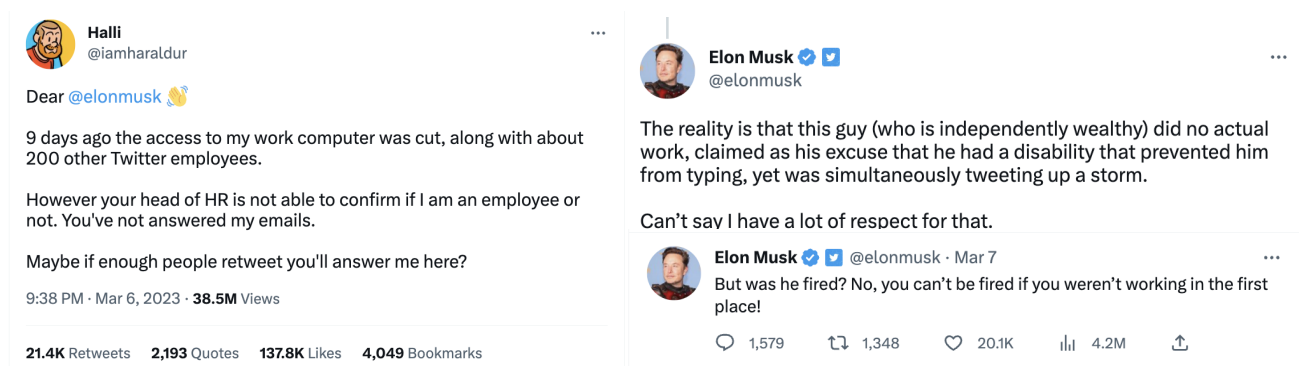 Halli
@iamharaldur
Dear @elonmusk 👋
9 days ago the access to my work computer was cut, along with about
200 other Twitter employees.
However your head of HR is not able to confirm if I am an employee or
not. You've not answered my emails.
Maybe if enough people retweet you'll answer me here?
9:38 PM · Mar 6, 2023 · 38.5M Views
21.4K Retweets 2,193 Quotes 137.8K Likes 4,049 Bookmarks
Elon Musk
@elonmusk
The reality is that this guy (who is independently wealthy) did no actual
work, claimed as his excuse that he had a disability that prevented him
from typing, yet was simultaneously tweeting up a storm.
Can't say I have a lot of respect for that.
Elon Musk @elonmusk · Mar 7
But was he fired? No, you can't be fired if you weren't working in the first
place!
1,579 1,348 20.1K 4.2M